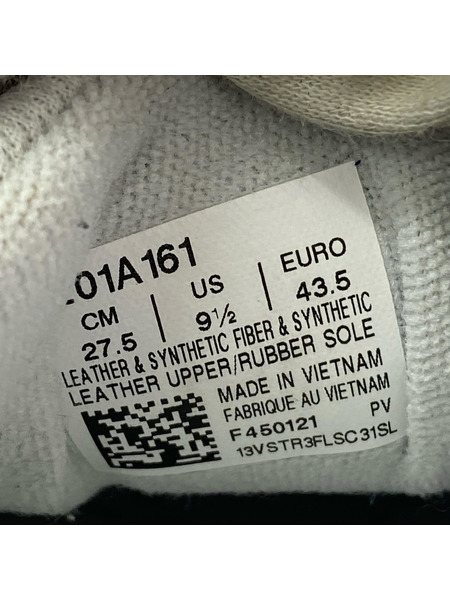 L01A161
CM | US | EURO
27.5 | 9½ | 43.5
LEATHER & SYNTHETIC FIBER & SYNTHETIC
LEATHER UPPER/RUBBER SOLE
MADE IN VIETNAM
FABRIQUE AU VIETNAM
F450121 PV
13VSTR3FLSC31SL